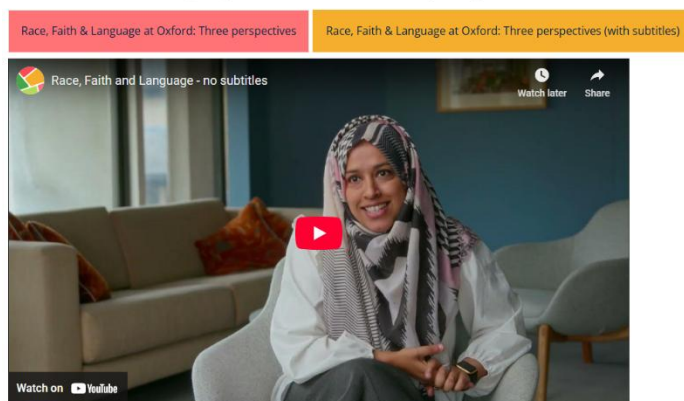 Race, Faith & Language at Oxford: Three perspectives
Race, Faith & Language at Oxford: Three perspectives (with subtitles)
Race, Faith and Language - no subtitles
Watch later
Share
Watch on YouTube